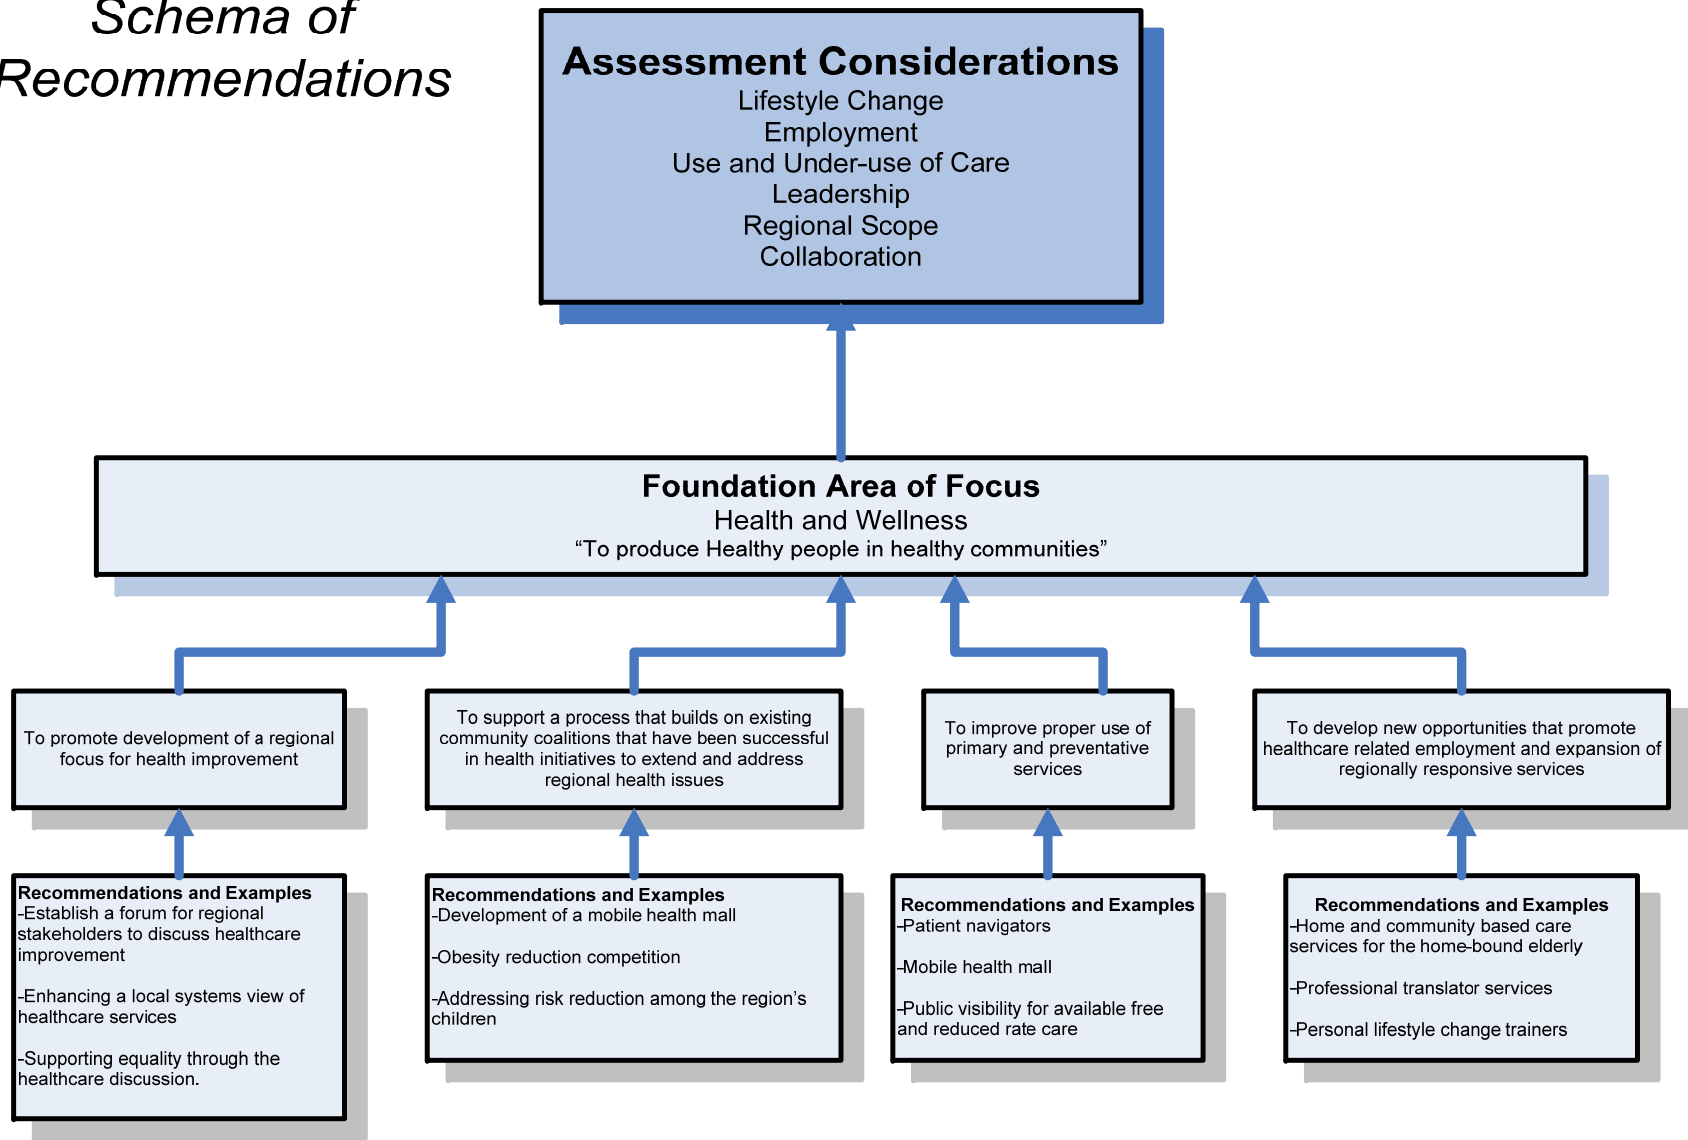 Schema of
Recommendations
Assessment Considerations
Lifestyle Change
Employment
Use and Under-use of Care
Leadership
Regional Scope
Collaboration
Foundation Area of Focus
Health and Wellness
“To produce Healthy people in healthy communities”
To promote development of a regional
focus for health improvement
To support a process that builds on existing
community coalitions that have been successful
in health initiatives to extend and address
regional health issues
To improve proper use of
primary and preventative
services
To develop new opportunities that promote
healthcare related employment and expansion of
regionally responsive services
Recommendations and Examples
-Establish a forum for regional
stakeholders to discuss healthcare
improvement
-Enhancing a local systems view of
healthcare services
-Supporting equality through the
healthcare discussion.
Recommendations and Examples
-Development of a mobile health mall
-Obesity reduction competition
-Addressing risk reduction among the region’s
children
Recommendations and Examples
-Patient navigators
-Mobile health mall
-Public visibility for available free
and reduced rate care
Recommendations and Examples
-Home and community based care
services for the home-bound elderly
-Professional translator services
-Personal lifestyle change trainers